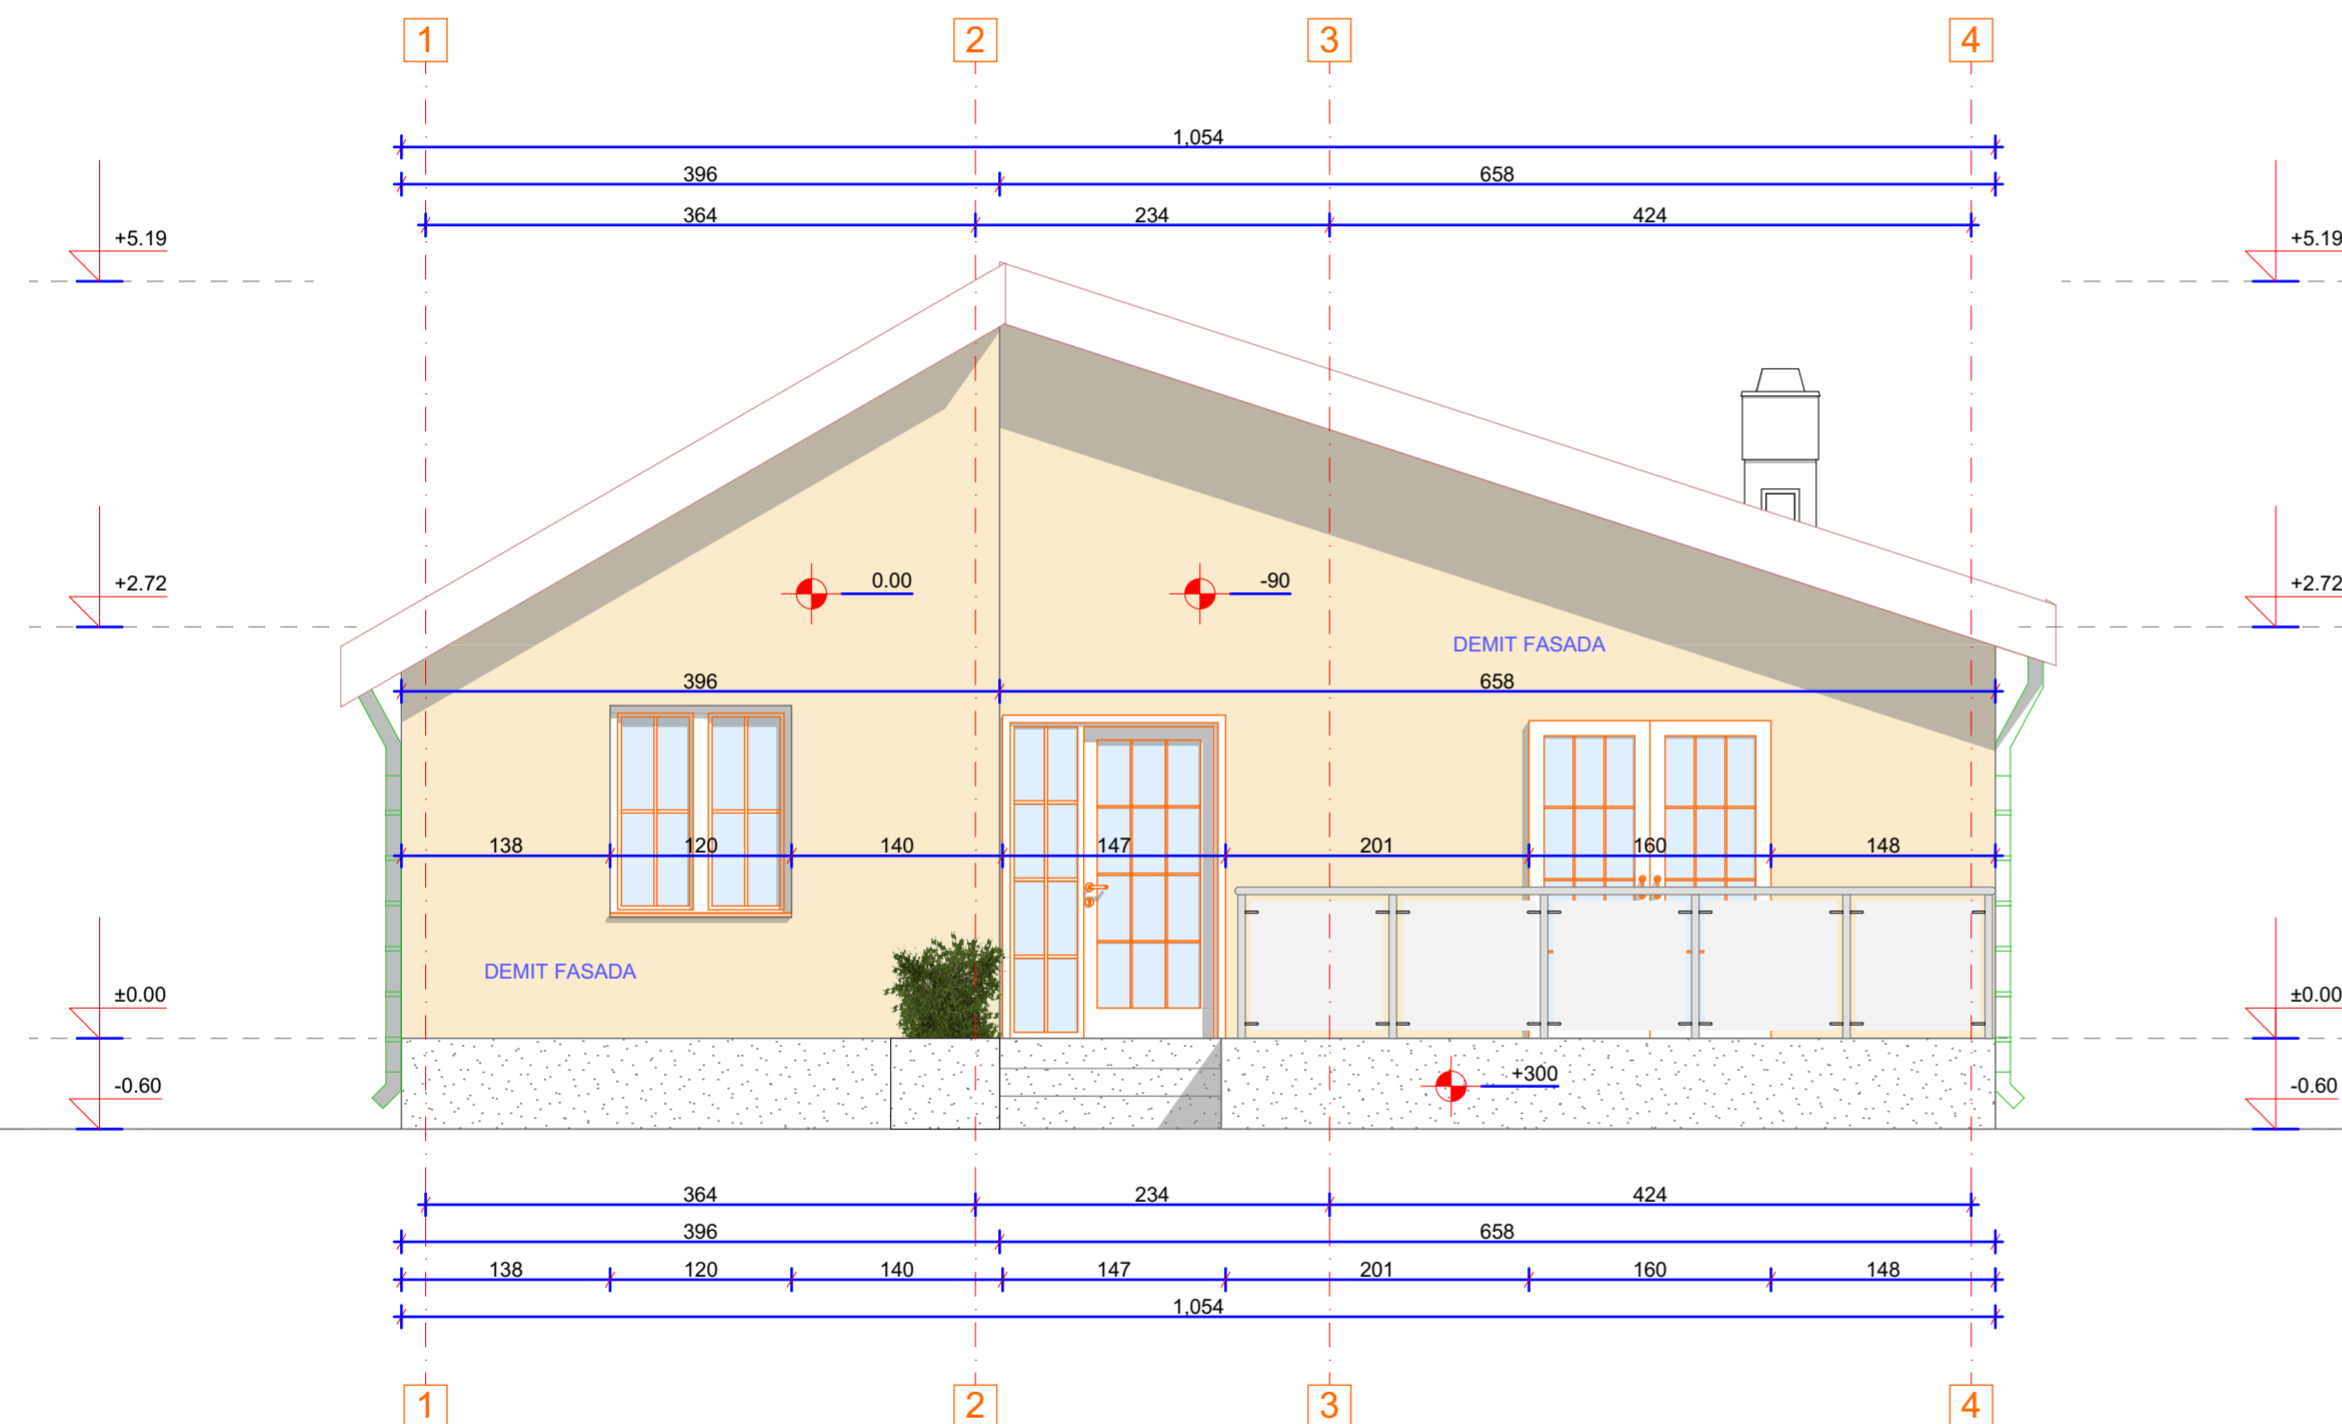 1 2 3 4
1,054
396 658
364 234 424
+5.19 +5.19
+2.72 +2.72
0.00 -90
DEMIT FASADA
396 658
138 120 140 147 201 160 148
DEMIT FASADA
±0.00 ±0.00
+300
-0.60 -0.60
364 234 424
396 658
138 120 140 147 201 160 148
1,054
1 2 3 4